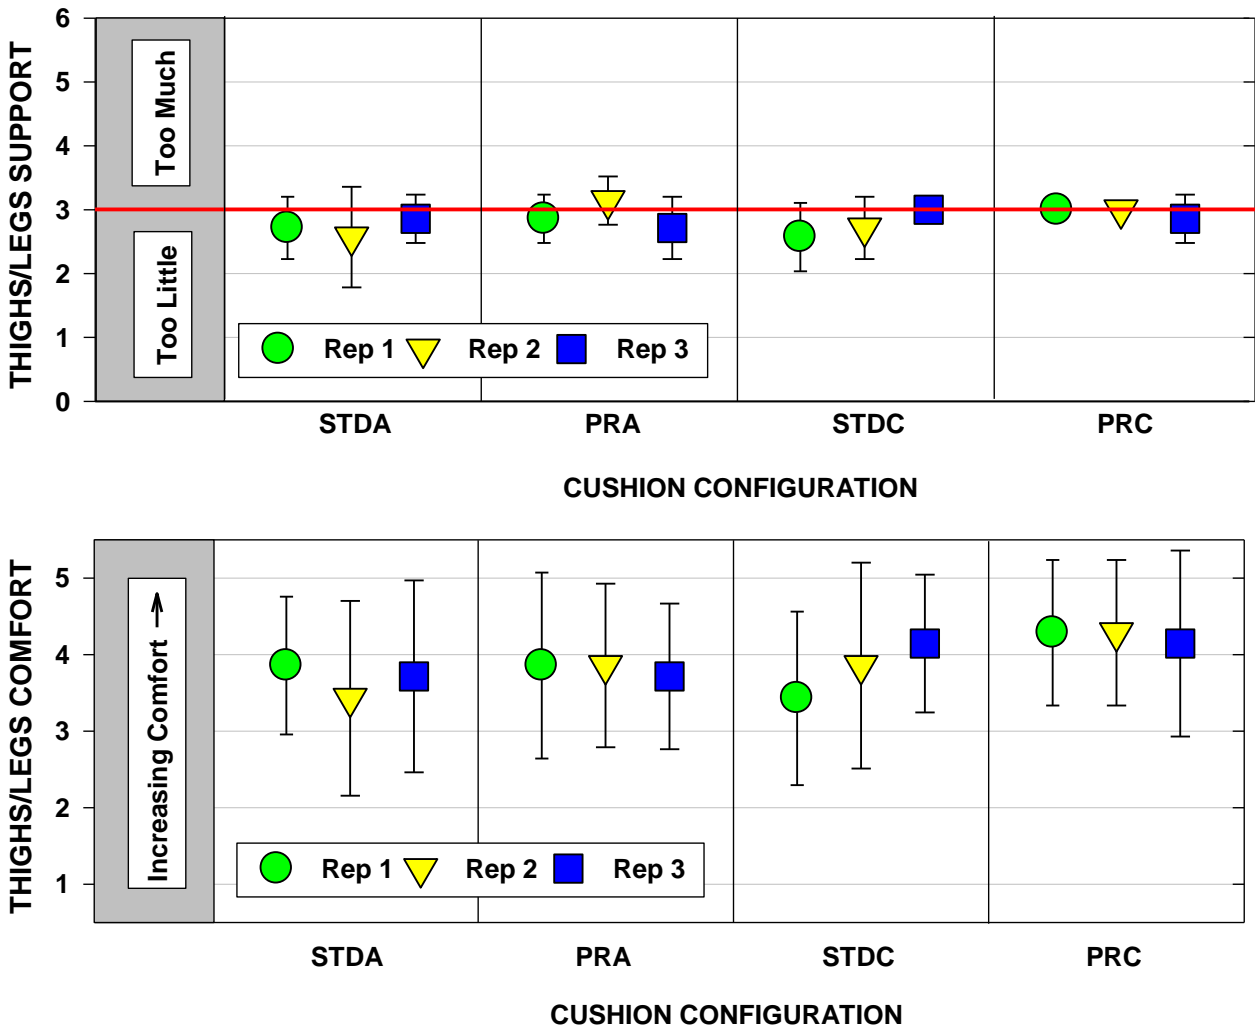 THIGHS/LEGS SUPPORT
6
5
4
3
2
1
0
Too Much
Too Little
Rep 1 Rep 2 Rep 3
STDA PRA STDC PRC
CUSHION CONFIGURATION
THIGHS/LEGS COMFORT
5
4
3
2
1
Increasing Comfort →
Rep 1 Rep 2 Rep 3
STDA PRA STDC PRC
CUSHION CONFIGURATION